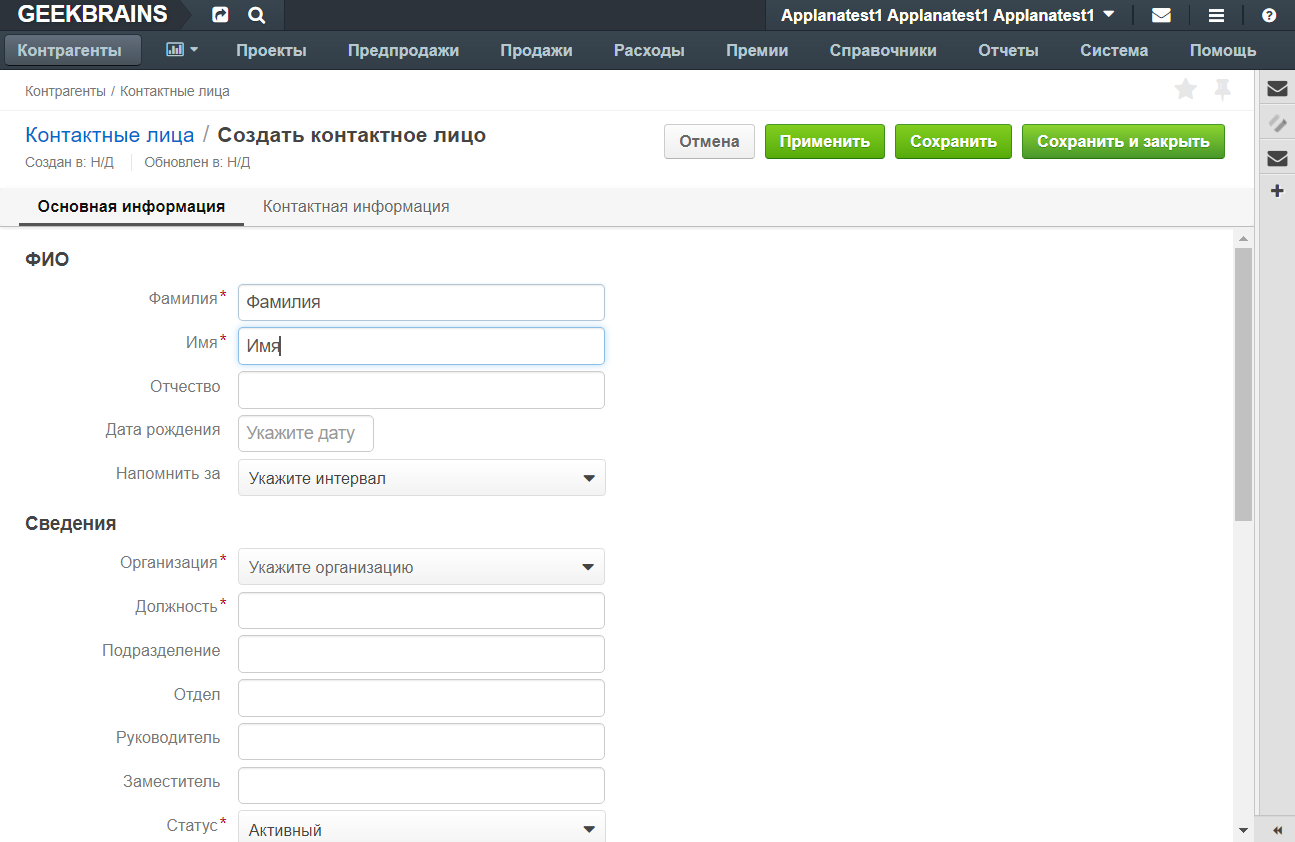 GEEKBRAINS
Applanatest1 Applanatest1 Applanatest1
Контрагенты Проекты Предпродажи Продажи Расходы Премии Справочники Отчеты Система Помощь
Контрагенты / Контактные лица
Контактные лица / Создать контактное лицо
Отмена Применить Сохранить Сохранить и закрыть
Создан в: Н/Д Обновлен в: Н/Д
Основная информация Контактная информация
ФИО
Фамилия* Фамилия
Имя* Имя
Отчество
Дата рождения Укажите дату
Напомнить за Укажите интервал
Сведения
Организация* Укажите организацию
Должность*
Подразделение
Отдел
Руководитель
Заместитель
Статус* Активный